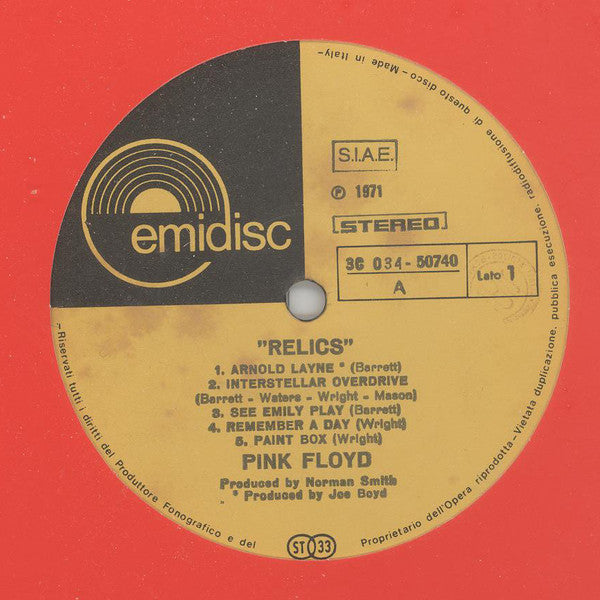 emidisc
S.I.A.E.
℗ 1971
STEREO
3C 034-50740
A
Lato 1
"RELICS"
1. ARNOLD LAYNE * (Barrett)
2. INTERSTELLAR OVERDRIVE
(Barrett - Waters - Wright - Mason)
3. SEE EMILY PLAY (Barrett)
4. REMEMBER A DAY (Wright)
5. PAINT BOX (Wright)
PINK FLOYD
Produced by Norman Smith
* Produced by Joe Boyd
ST 33
-Riservati tutti i diritti del Produttore Fonografico e del Proprietario dell'Opera riprodotta-Vietata duplicazione, pubblica esecuzione, radiodiffusione di questo disco-Made in Italy-